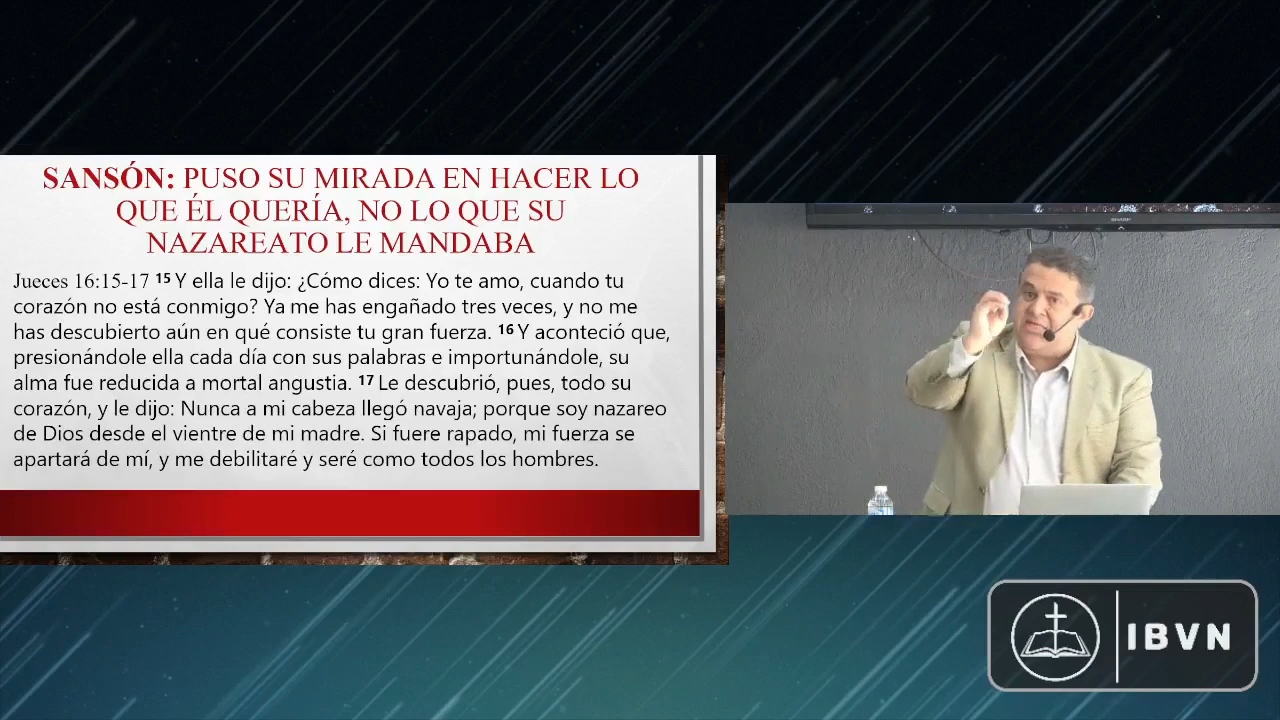 SANSÓN: PUSO SU MIRADA EN HACER LO
QUE ÉL QUERÍA, NO LO QUE SU
NAZAREATO LE MANDABA
Jueces 16:15-17 15 Y ella le dijo: ¿Cómo dices: Yo te amo, cuando tu
corazón no está conmigo? Ya me has engañado tres veces, y no me
has descubierto aún en qué consiste tu gran fuerza. 16 Y aconteció que,
presionándole ella cada día con sus palabras e importunándole, su
alma fue reducida a mortal angustia. 17 Le descubrió, pues, todo su
corazón, y le dijo: Nunca a mi cabeza llegó navaja; porque soy nazareo
de Dios desde el vientre de mi madre. Si fuere rapado, mi fuerza se
apartará de mí, y me debilitaré y seré como todos los hombres.
SHARP
IBVN